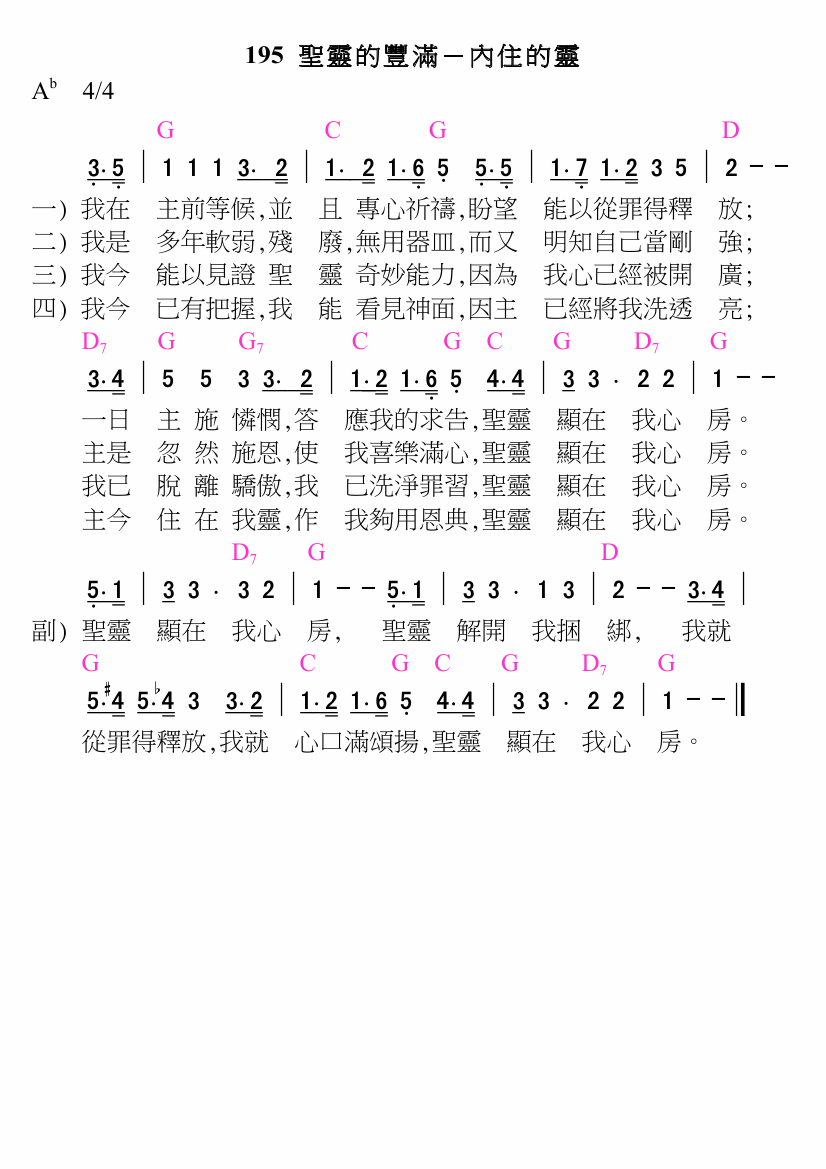 195 聖靈的豐滿－內住的靈
Ab 4/4
G C G D
3· 5 | 1 1 1 3· 2 | 1· 2 1· 6 5 5· 5 | 1· 7 1· 2 3 5 | 2 － －
一) 我在 主前等候,並 且 專心祈禱,盼望 能以從罪得釋 放;
二) 我是 多年軟弱,殘 廢,無用器皿,而又 明知自己當剛 強;
三) 我今 能以見證 聖 靈 奇妙能力,因為 我心已經被開 廣;
四) 我今 已有把握,我 能 看見神面,因主 已經將我洗透 亮;
D7 G G7 C G C G D7 G
3· 4 | 5 5 3 3· 2 | 1· 2 1· 6 5 4· 4 | 3 3 · 2 2 | 1 － －
一日 主 施 憐憫,答 應我的求告,聖靈 顯在 我心 房。
主是 忽 然 施恩,使 我喜樂滿心,聖靈 顯在 我心 房。
我已 脫 離 驕傲,我 已洗淨罪習,聖靈 顯在 我心 房。
主今 住 在 我靈,作 我夠用恩典,聖靈 顯在 我心 房。
D7 G D
5· 1 | 3 3 · 3 2 | 1 － － 5· 1 | 3 3 · 1 3 | 2 － － 3· 4 |
副) 聖靈 顯在 我心 房, 聖靈 解開 我捆 綁, 我就
G C G C G D7 G
5· ♯4 5· ♭4 3 3· 2 | 1· 2 1· 6 5 4· 4 | 3 3 · 2 2 | 1 － － ‖
從罪得釋放,我就 心口滿頌揚,聖靈 顯在 我心 房。